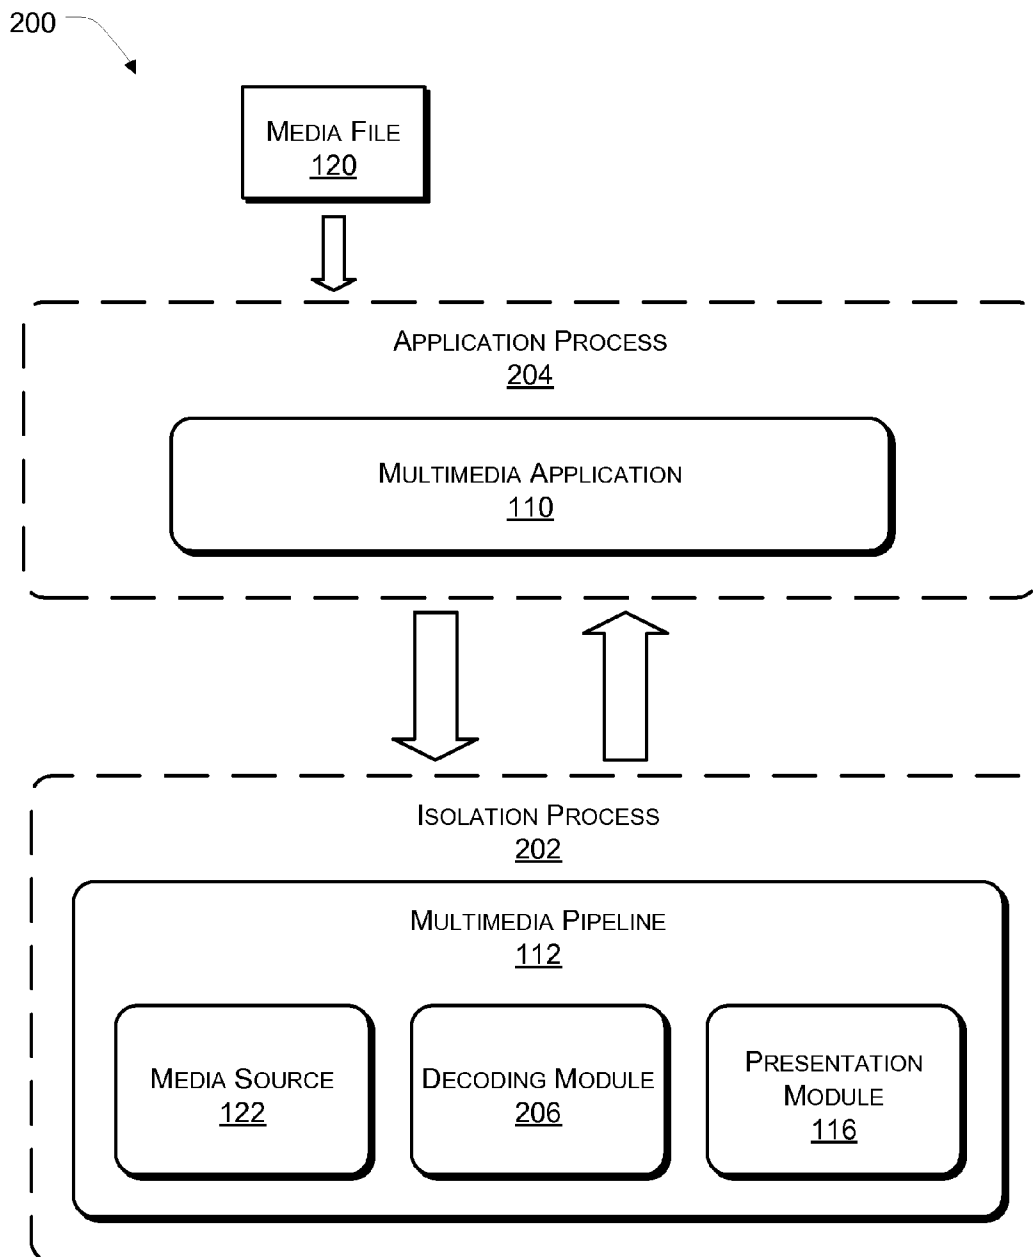 200
MEDIA FILE
120
APPLICATION PROCESS
204
MULTIMEDIA APPLICATION
110
ISOLATION PROCESS
202
MULTIMEDIA PIPELINE
112
MEDIA SOURCE
122
DECODING MODULE
206
PRESENTATION
MODULE
116